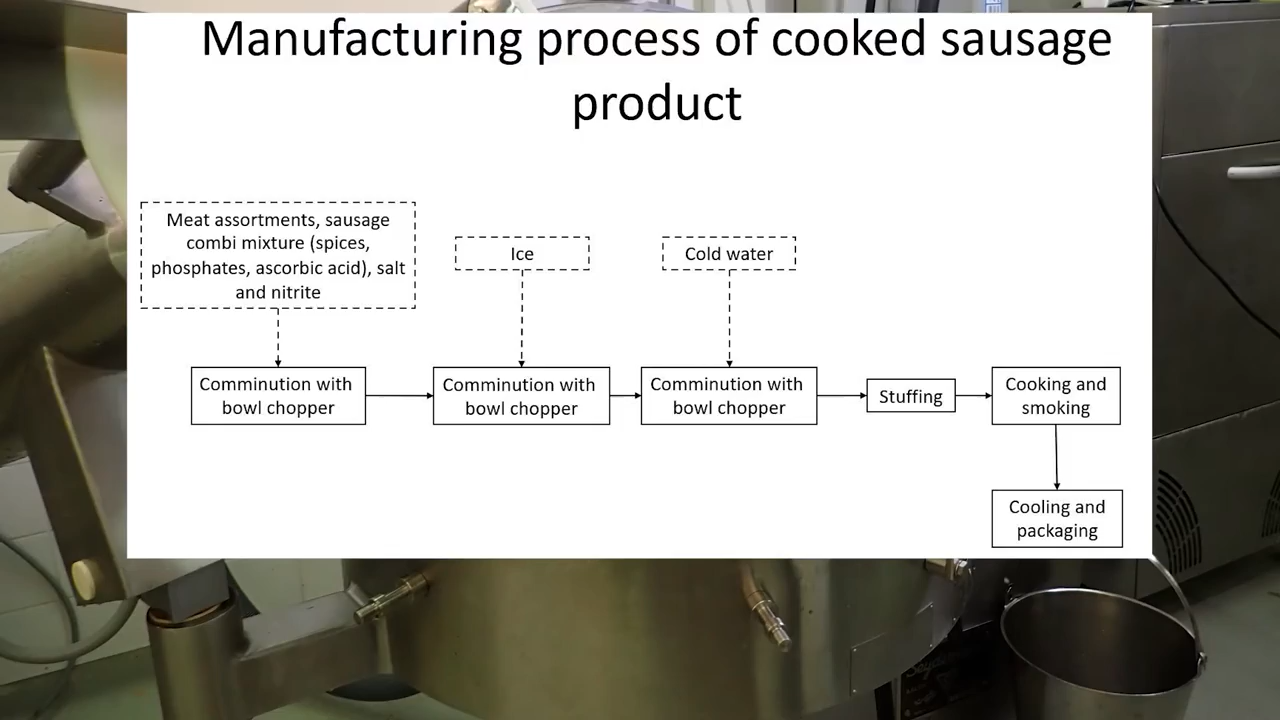 Manufacturing process of cooked sausage
product
Meat assortments, sausage
combi mixture (spices,
phosphates, ascorbic acid), salt
and nitrite
Ice
Cold water
Comminution with
bowl chopper
Comminution with
bowl chopper
Comminution with
bowl chopper
Stuffing
Cooking and
smoking
Cooling and
packaging